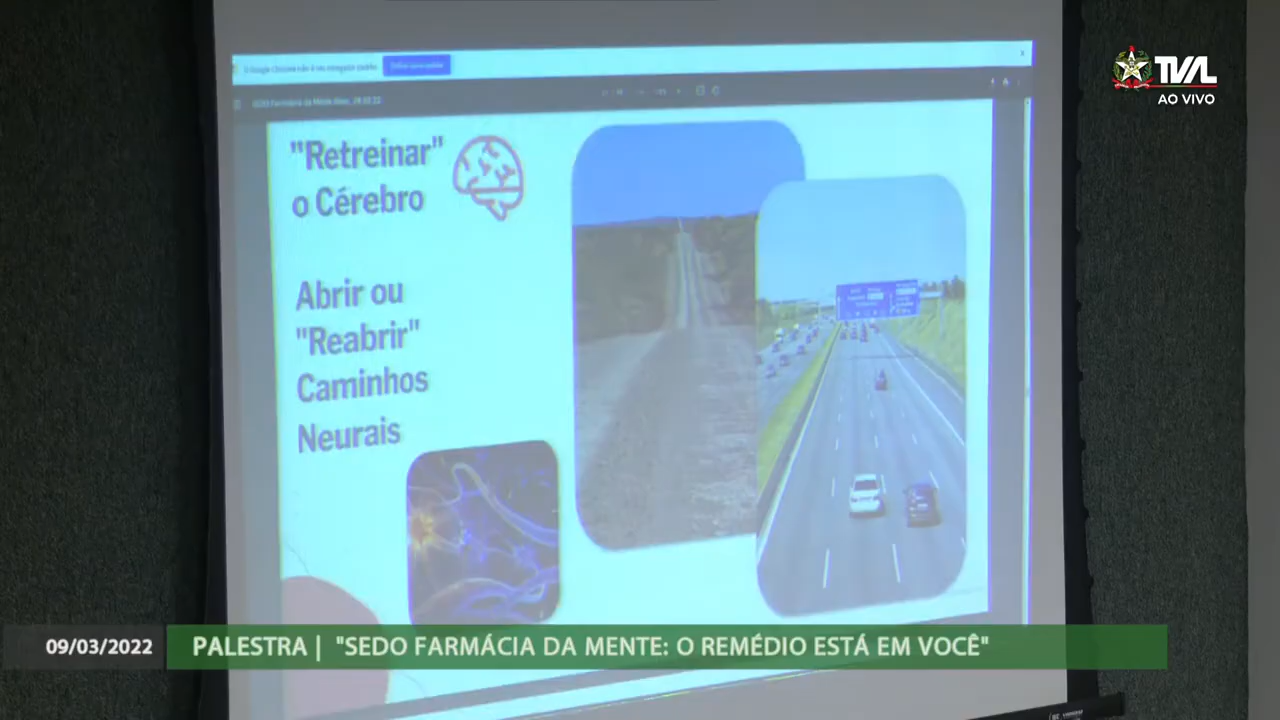 TVAL
AO VIVO
"Retreinar"
o Cérebro
Abrir ou
"Reabrir"
Caminhos
Neurais
09/03/2022
PALESTRA | "SEDO FARMÁCIA DA MENTE: O REMÉDIO ESTÁ EM VOCÊ"